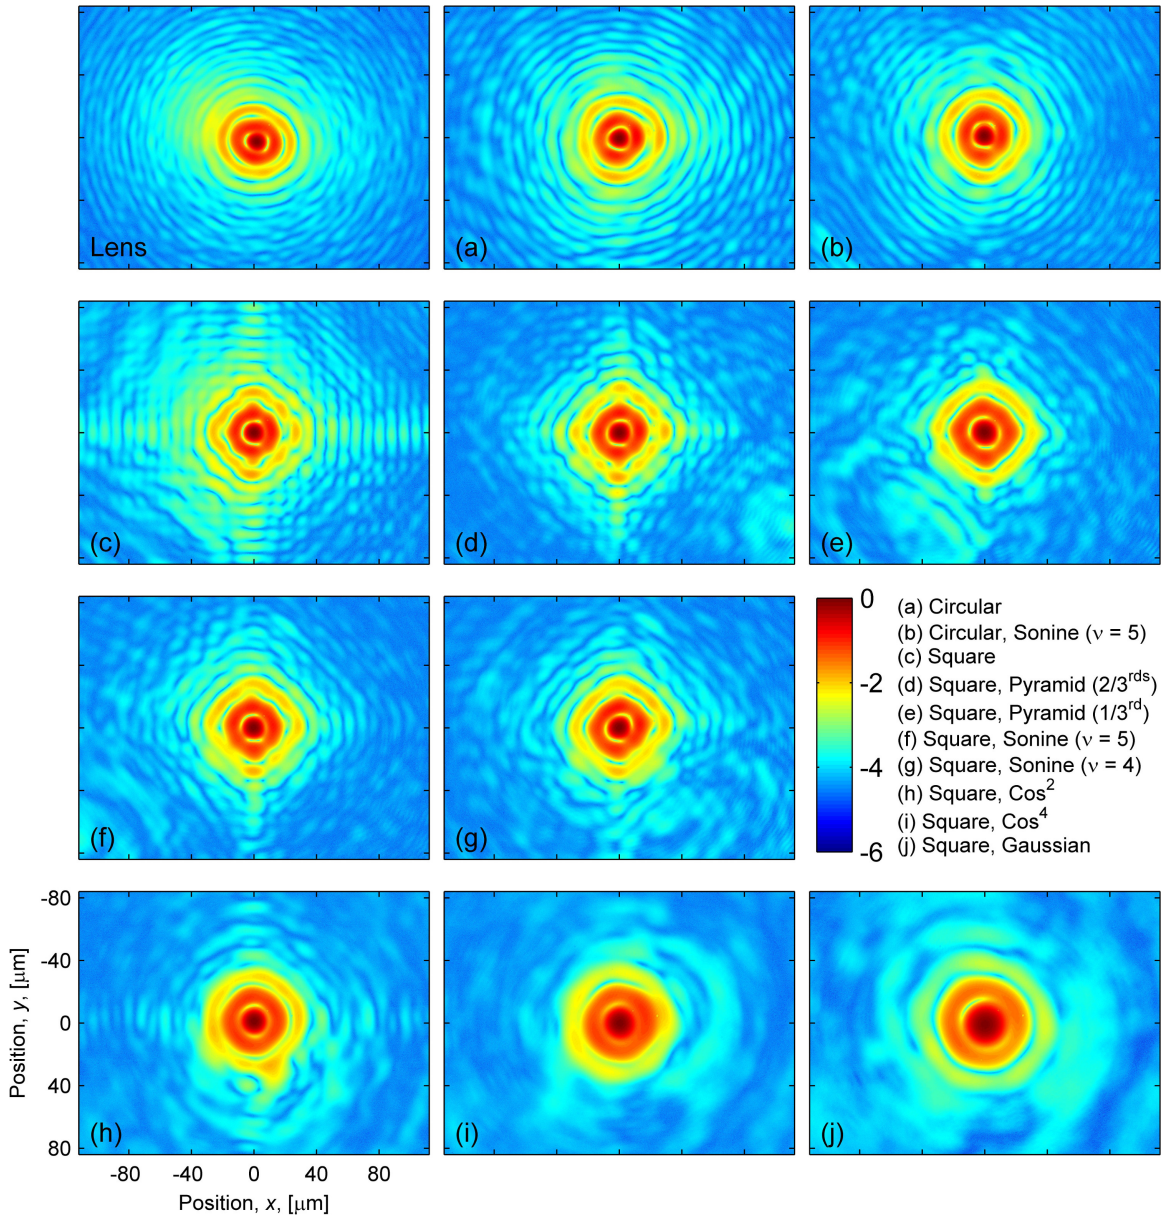 Lens
(a)
(b)
(c)
(d)
(e)
(f)
(g)
0
-2
-4
-6
(a) Circular
(b) Circular, Sonine (ν = 5)
(c) Square
(d) Square, Pyramid (2/3rds)
(e) Square, Pyramid (1/3rd)
(f) Square, Sonine (ν = 5)
(g) Square, Sonine (ν = 4)
(h) Square, Cos2
(i) Square, Cos4
(j) Square, Gaussian
-80
-40
0
40
80
Position, y, [μm]
(h)
(i)
(j)
-80 -40 0 40 80
Position, x, [μm]